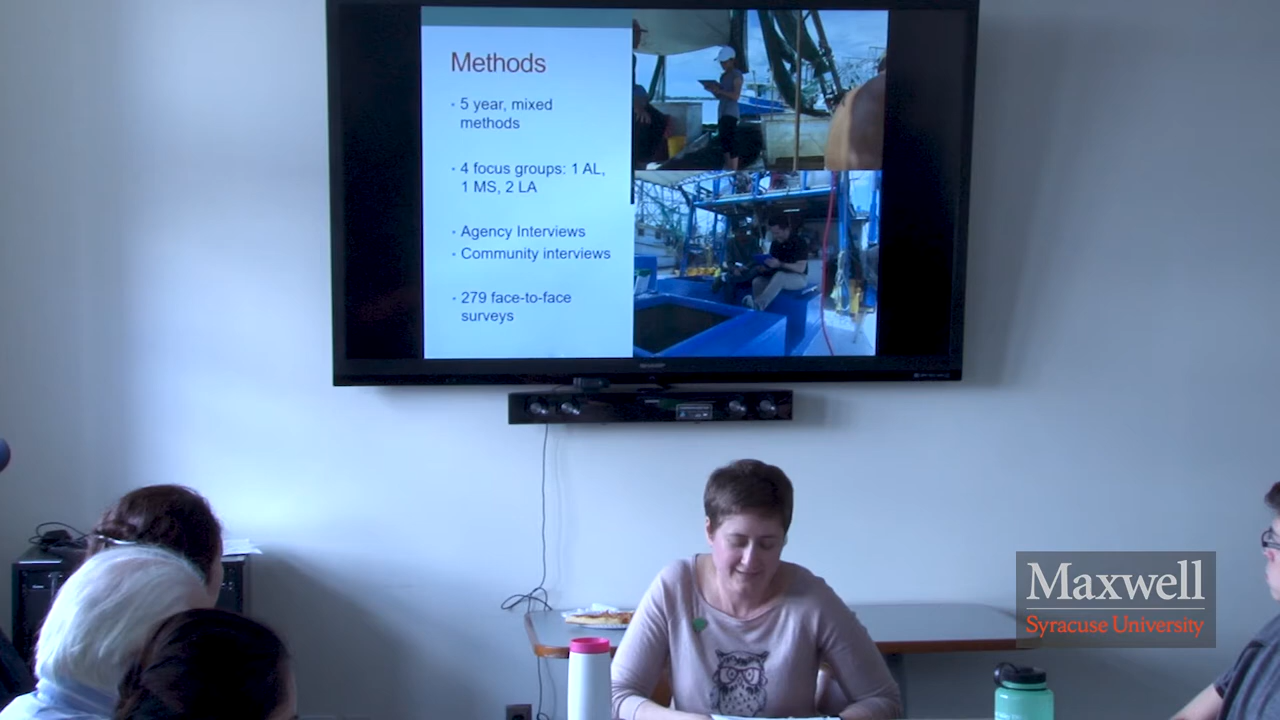 Methods
• 5 year, mixed
methods
• 4 focus groups: 1 AL,
1 MS, 2 LA
• Agency Interviews
• Community interviews
• 279 face-to-face
surveys
SHARP
Maxwell
Syracuse University